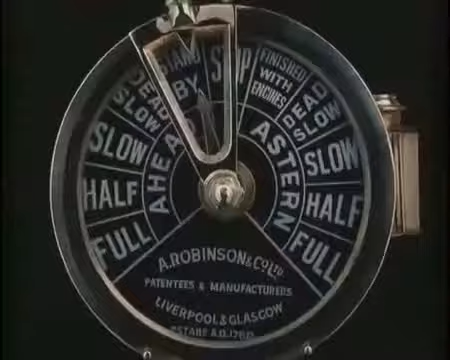 STAND BY
STOP
FINISHED WITH ENGINES
DEAD SLOW
DEAD SLOW
SLOW
SLOW
HALF
HALF
FULL
FULL
AHEAD
ASTERN
A. ROBINSON & CO LTD
PATENTEES & MANUFACTURERS
LIVERPOOL & GLASGOW